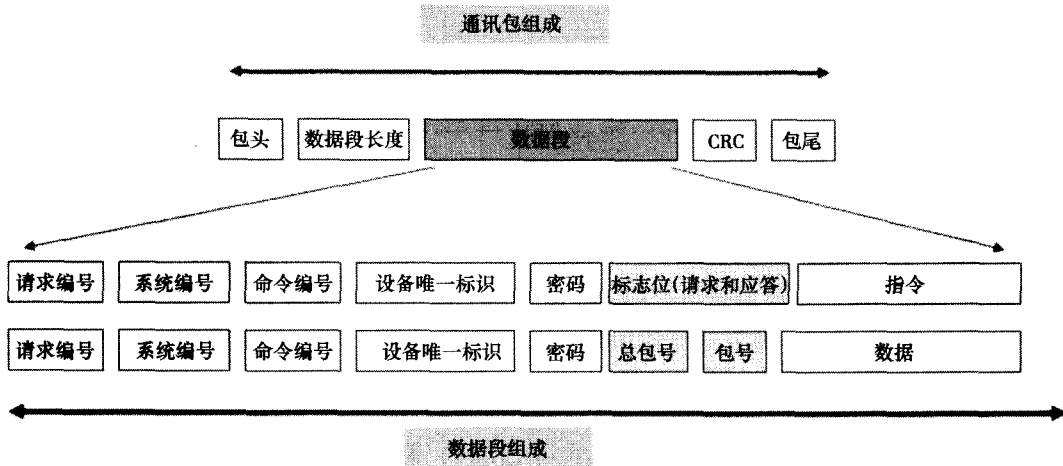 通讯包组成
包头 数据段长度 数据段 CRC 包尾
请求编号 系统编号 命令编号 设备唯一标识 密码 标志位(请求和应答) 指令
请求编号 系统编号 命令编号 设备唯一标识 密码 总包号 包号 数据
数据段组成